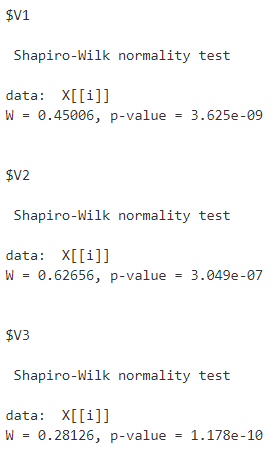 $V1
Shapiro-Wilk normality test
data:  X[[i]]
W = 0.45006, p-value = 3.625e-09
$V2
Shapiro-Wilk normality test
data:  X[[i]]
W = 0.62656, p-value = 3.049e-07
$V3
Shapiro-Wilk normality test
data:  X[[i]]
W = 0.28126, p-value = 1.178e-10